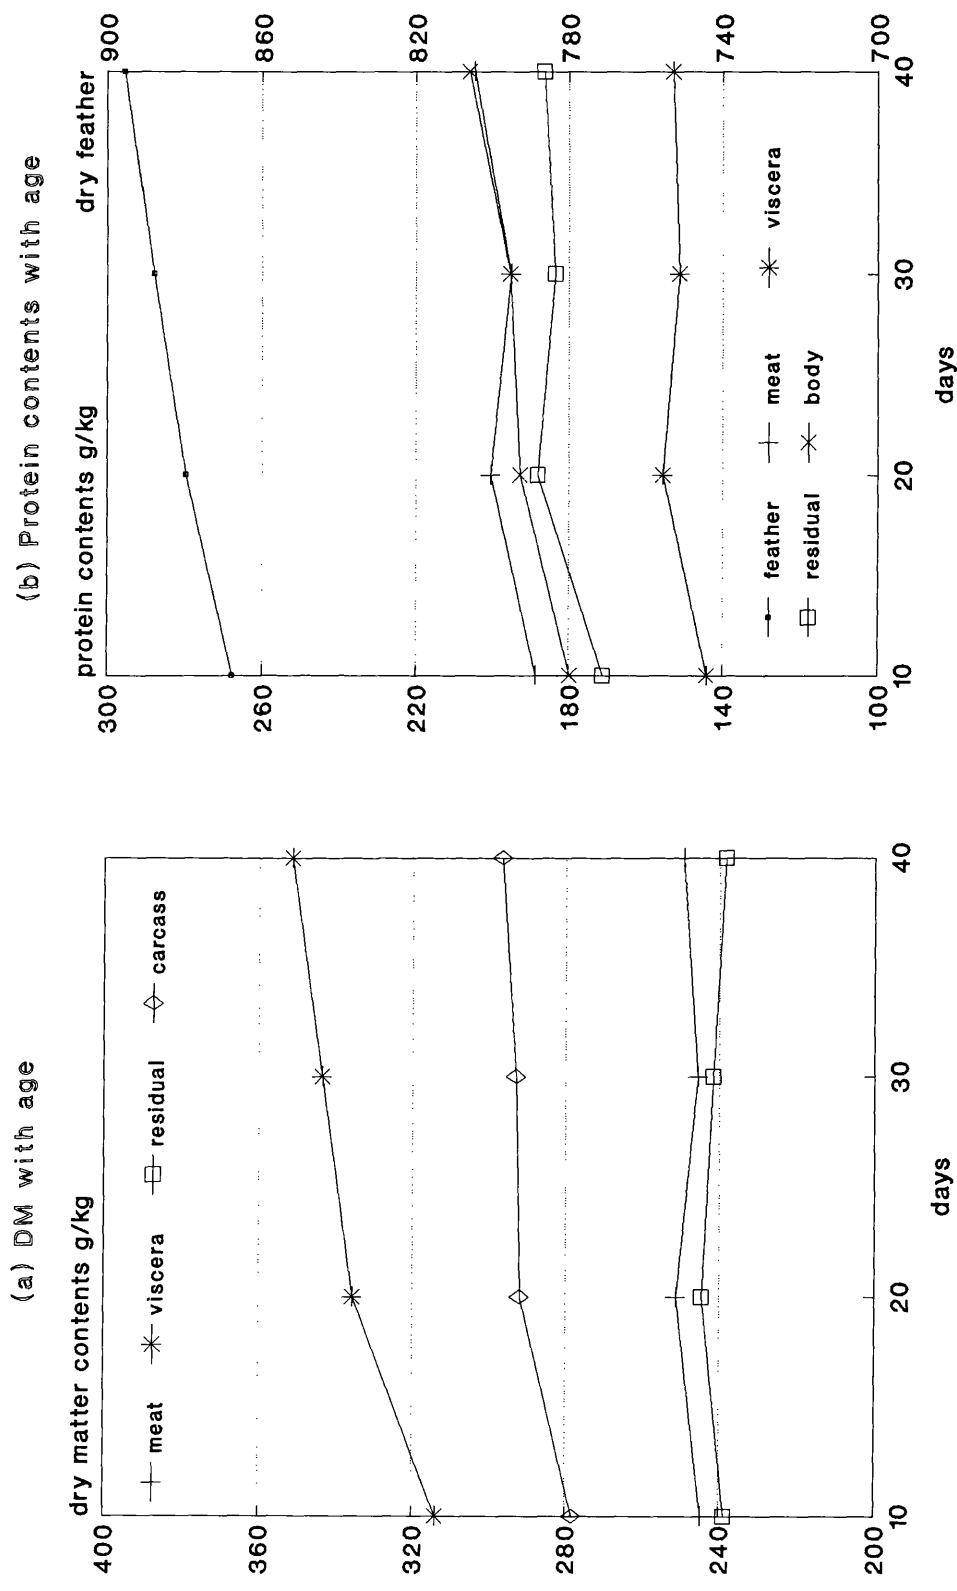 (a) DM with age
dry matter contents g/kg
400
360
320
280
240
200
meat viscera residual carcass
10 20 30 40
days
(b) Protein contents with age
protein contents g/kg dry feather
300 900
260 860
220 820
180 780
140 740
100 700
feather meat viscera
residual body
10 20 30 40
days